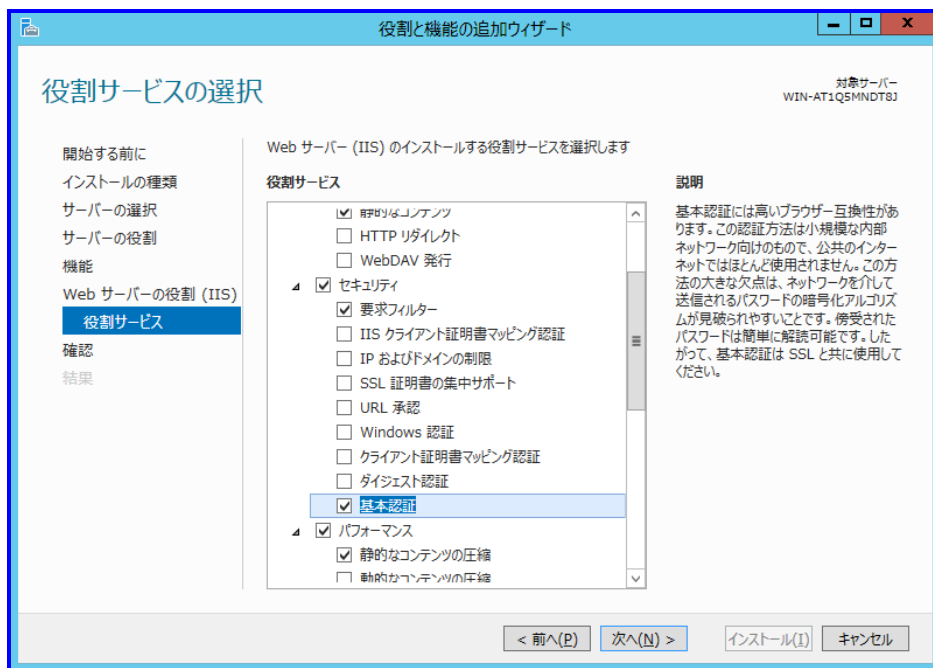 役割と機能の追加ウィザード
役割サービスの選択
対象サーバー
WIN-AT1Q5MNDT8J
開始する前に
インストールの種類
サーバーの選択
サーバーの役割
機能
Web サーバーの役割 (IIS)
役割サービス
確認
結果
Web サーバー (IIS) のインストールする役割サービスを選択します
役割サービス
静的なコンテンツ
HTTP リダイレクト
WebDAV 発行
セキュリティ
要求フィルター
IIS クライアント証明書マッピング認証
IP およびドメインの制限
SSL 証明書の集中サポート
URL 承認
Windows 認証
クライアント証明書マッピング認証
ダイジェスト認証
基本認証
パフォーマンス
静的なコンテンツの圧縮
動的なコンテンツの圧縮
説明
基本認証には高いブラウザー互換性があ
ります。この認証方法は小規模な内部
ネットワーク向けのもので、公共のインター
ネットではほとんど使用されません。この方
法の大きな欠点は、ネットワークを介して
送信されるパスワードの暗号化アルゴリズ
ムが見破られやすいことです。傍受された
パスワードは簡単に解読可能です。した
がって、基本認証は SSL と共に使用して
ください。
< 前へ(P)
次へ(N) >
インストール(I)
キャンセル